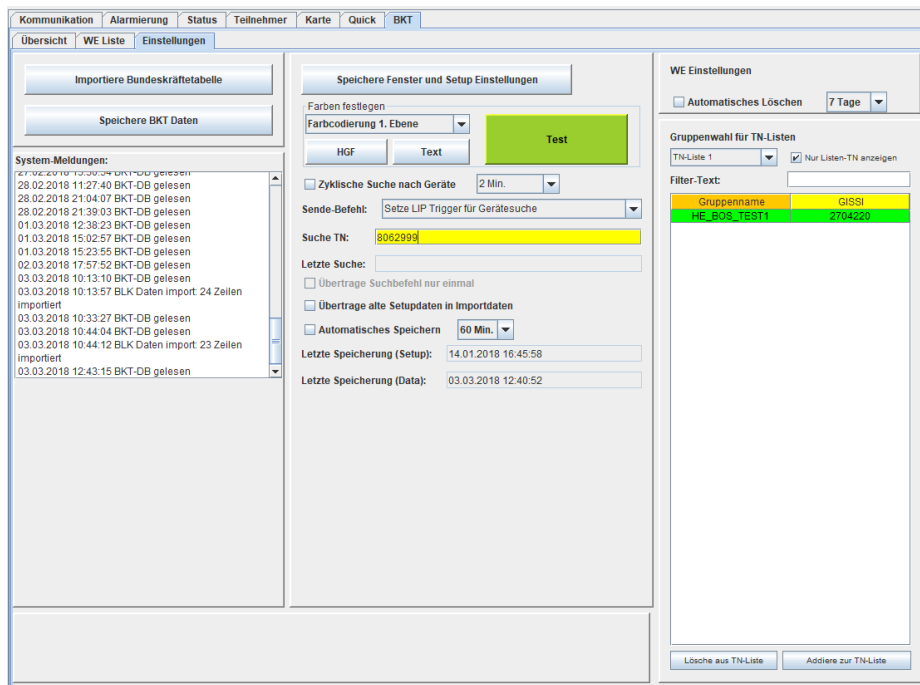 Kommunikation Alarmierung Status Teilnehmer Karte Quick BKT
Übersicht WE Liste Einstellungen
Importiere Bundeskräftetabelle
Speichere BKT Daten
System-Meldungen:
28.02.2018 11:27:40 BKT-DB gelesen
28.02.2018 21:04:07 BKT-DB gelesen
28.02.2018 21:39:03 BKT-DB gelesen
01.03.2018 12:38:23 BKT-DB gelesen
01.03.2018 15:02:57 BKT-DB gelesen
01.03.2018 15:23:55 BKT-DB gelesen
02.03.2018 17:57:52 BKT-DB gelesen
03.03.2018 10:13:10 BKT-DB gelesen
03.03.2018 10:13:57 BLK Daten import: 24 Zeilen
importiert
03.03.2018 10:33:27 BKT-DB gelesen
03.03.2018 10:44:04 BKT-DB gelesen
03.03.2018 10:44:12 BLK Daten import: 23 Zeilen
importiert
03.03.2018 12:43:15 BKT-DB gelesen
Speichere Fenster und Setup Einstellungen
Farben festlegen
Farbcodierung 1. Ebene
HGF Text
Test
Zyklische Suche nach Geräte 2 Min.
Sende-Befehl: Setze LIP Trigger für Gerätesuche
Suche TN: 8062999
Letzte Suche:
Übertrage Suchbefehl nur einmal
Übertrage alte Setupdaten in Importdaten
Automatisches Speichern 60 Min.
Letzte Speicherung (Setup): 14.01.2018 16:45:58
Letzte Speicherung (Data): 03.03.2018 12:40:52
WE Einstellungen
Automatisches Löschen 7 Tage
Gruppenwahl für TN-Listen
TN-Liste 1 Nur Listen-TN anzeigen
Filter-Text:
Gruppenname GISSI
HE_BOS_TEST1 2704220
Lösche aus TN-Liste Addiere zur TN-Liste